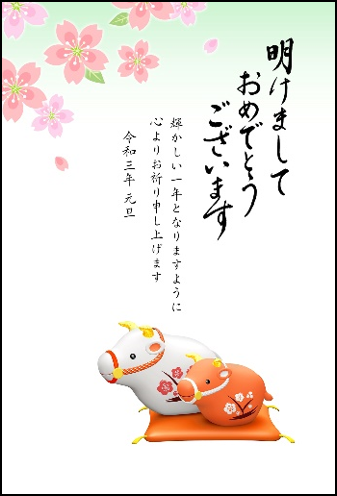 明けまして
おめでとう
ございます
輝かしい一年となりますように
心よりお祈り申し上げます
令和三年 元旦